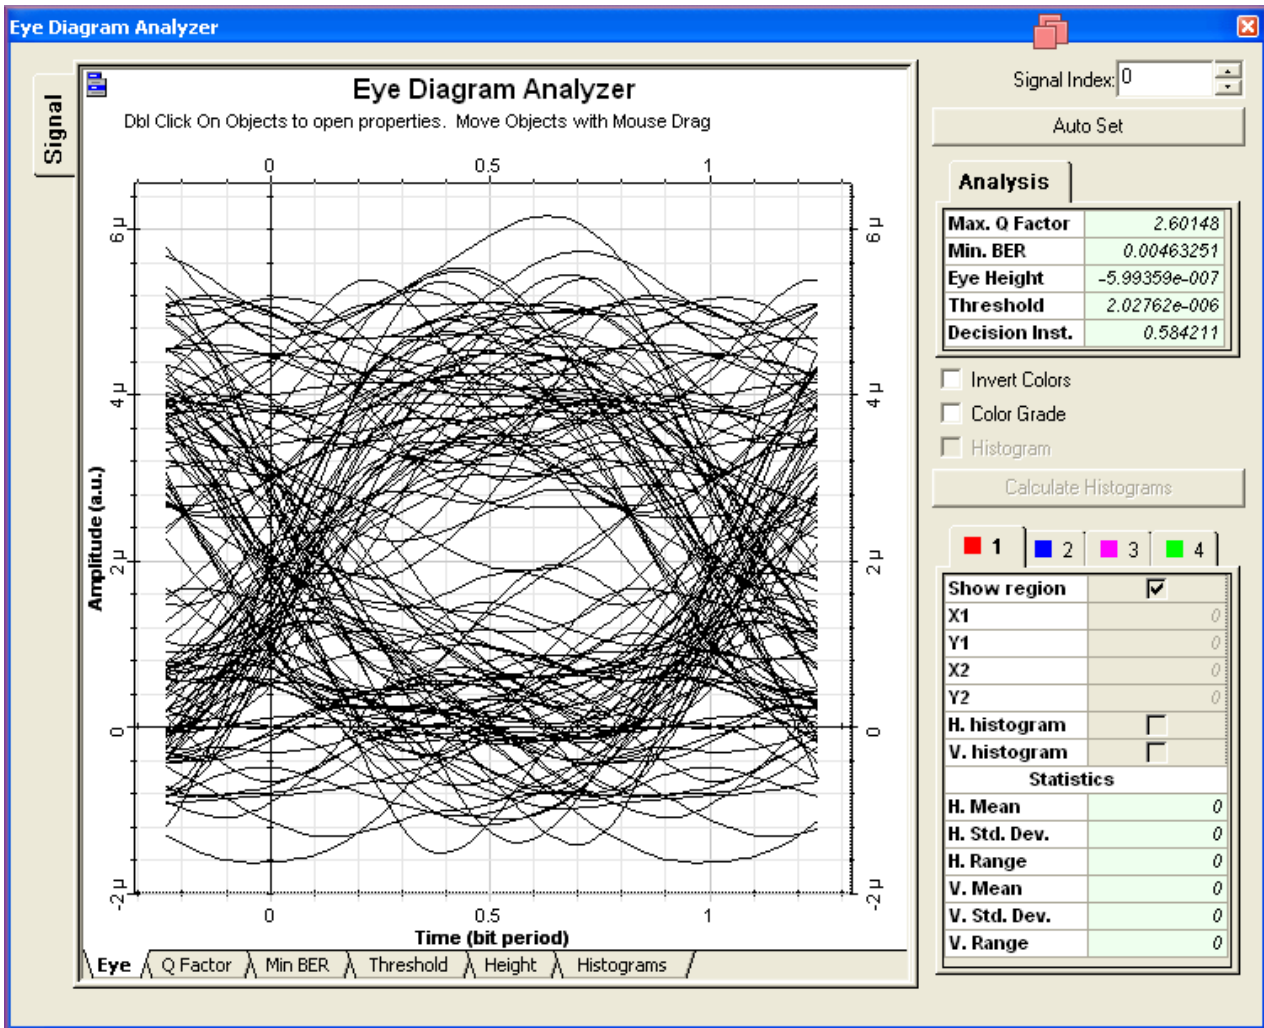 Eye Diagram Analyzer
Signal
Eye Diagram Analyzer
Dbl Click On Objects to open properties.  Move Objects with Mouse Drag
0 0.5 1
6 µ 6 µ
4 µ 4 µ
2 µ 2 µ
0 0
-2 µ -2 µ
Amplitude (a.u.)
0 0.5 1
Time (bit period)
Eye Q Factor Min BER Threshold Height Histograms
Signal Index: 0
Auto Set
Analysis
Max. Q Factor 2.60148
Min. BER 0.00463251
Eye Height -5.99359e-007
Threshold 2.02762e-006
Decision Inst. 0.584211
Invert Colors
Color Grade
Histogram
Calculate Histograms
1 2 3 4
Show region
X1 0
Y1 0
X2 0
Y2 0
H. histogram
V. histogram
Statistics
H. Mean 0
H. Std. Dev. 0
H. Range 0
V. Mean 0
V. Std. Dev. 0
V. Range 0